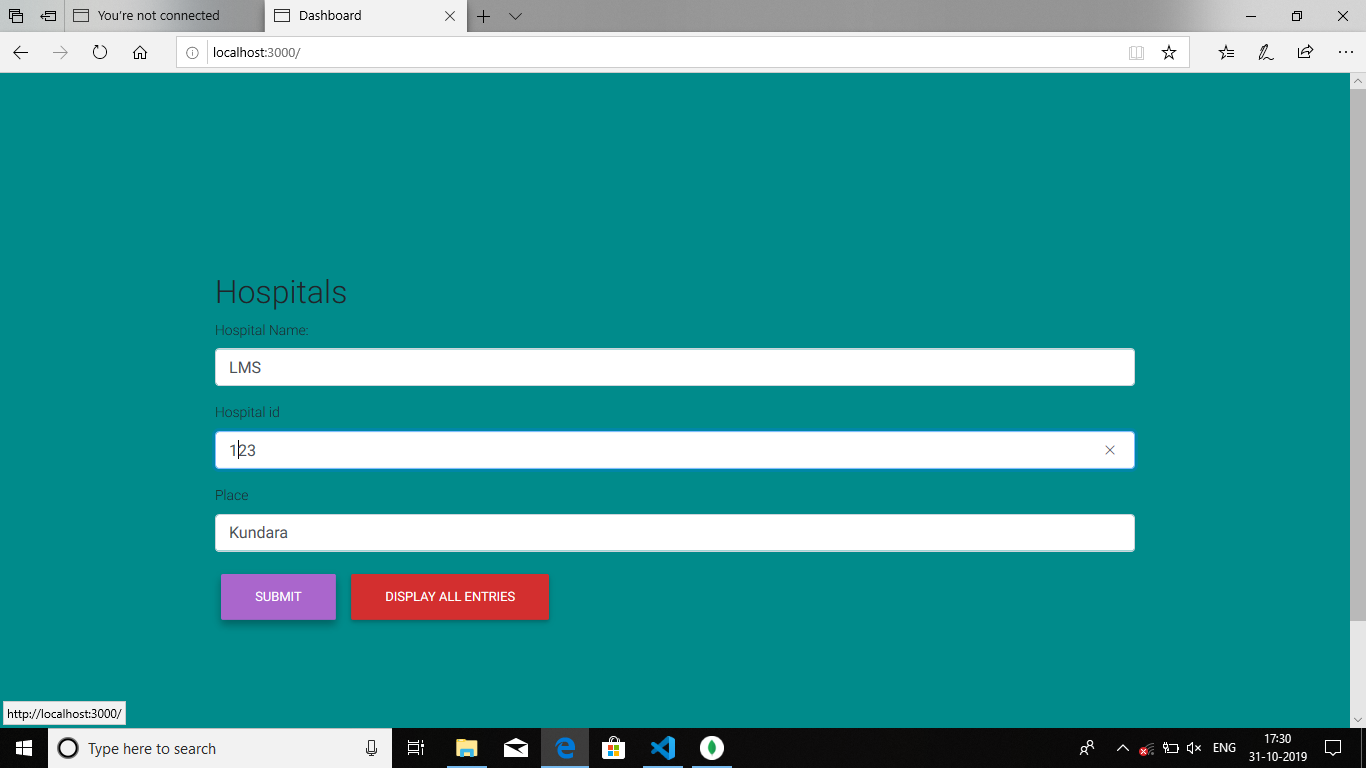 You're not connected
Dashboard
localhost:3000/
Hospitals
Hospital Name:
LMS
Hospital id
123
Place
Kundara
SUBMIT
DISPLAY ALL ENTRIES
http://localhost:3000/
Type here to search
ENG
17:30
31-10-2019